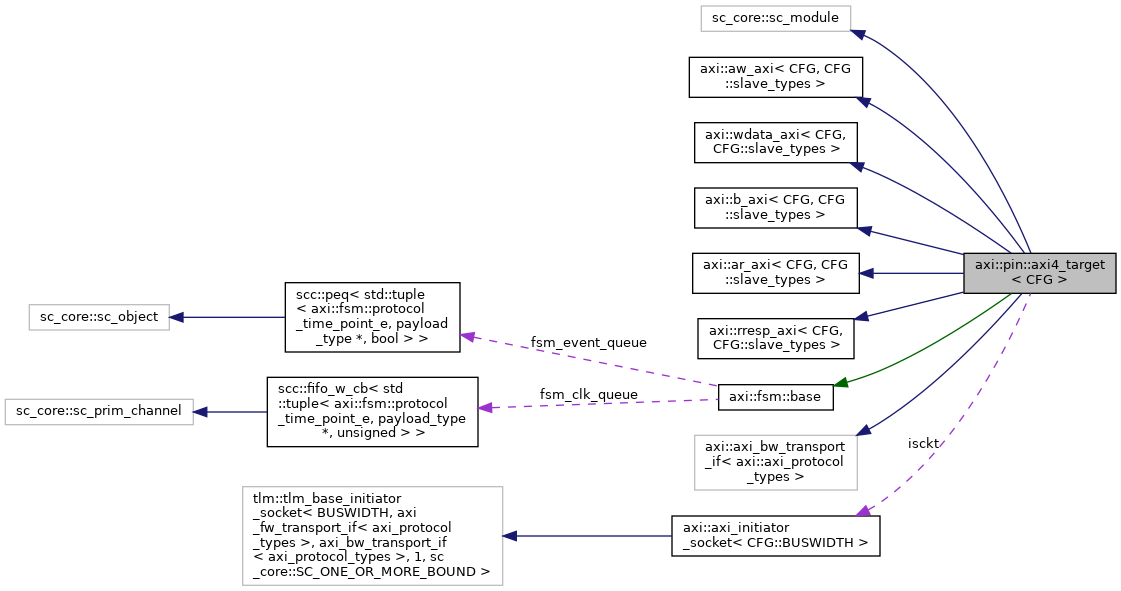 sc_core::sc_module
axi::aw_axi< CFG, CFG
::slave_types >
axi::wdata_axi< CFG,
CFG::slave_types >
axi::b_axi< CFG, CFG
::slave_types >
axi::ar_axi< CFG, CFG
::slave_types >
axi::pin::axi4_target
< CFG >
axi::rresp_axi< CFG,
CFG::slave_types >
scc::peq< std::tuple
< axi::fsm::protocol
_time_point_e, payload
_type *, bool > >
sc_core::sc_object
fsm_event_queue
axi::fsm::base
fsm_clk_queue
scc::fifo_w_cb< std
::tuple< axi::fsm::protocol
_time_point_e, payload_type
*, unsigned > >
sc_core::sc_prim_channel
axi::axi_bw_transport
_if< axi::axi_protocol
_types >
isckt
tlm::tlm_base_initiator
_socket< BUSWIDTH, axi
_fw_transport_if< axi_protocol
_types >, axi_bw_transport_if
< axi_protocol_types >, 1, sc
_core::SC_ONE_OR_MORE_BOUND >
axi::axi_initiator
_socket< CFG::BUSWIDTH >